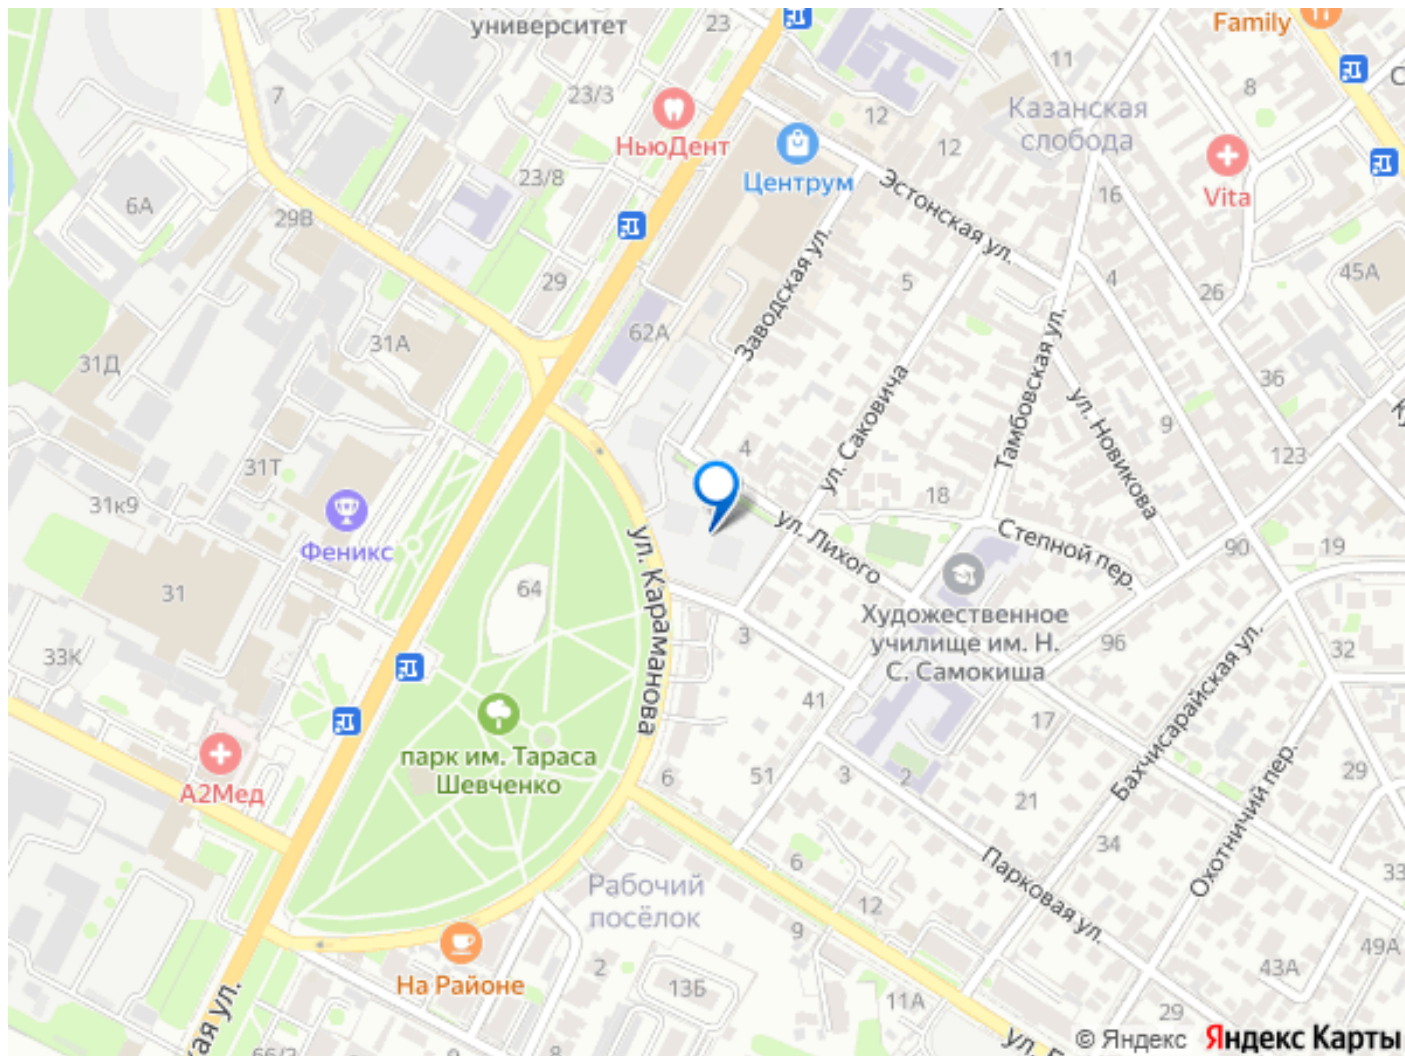 университет
23
Family
11
7
23/3
12
8
Казанская
слобода
НьюДент
12
Центрум
Эстонская ул.
Vita
23/8
16
6А
29В
5
4
45А
29
Заводская ул.
26
62А
31А
31Д
Тамбовская ул.
36
ул. Саковича
ул. Новикова
9
4
123
31Т
18
31к9
Феникс
ул. Лихого
Степной пер.
90
19
ул. Караманова
64
31
Художественное
училище им. Н.
С. Самокиша
3
96
32
33К
41
Бахчисарайская ул.
17
парк им. Тараса
Шевченко
А2Мед
6
51
3
2
21
Охотничий пер.
29
34
Парковая ул.
6
33
Рабочий
посёлок
12
9
49А
На Районе
2
13Б
43А
11А
29
кая ул.
9
© Яндекс
Яндекс Карты